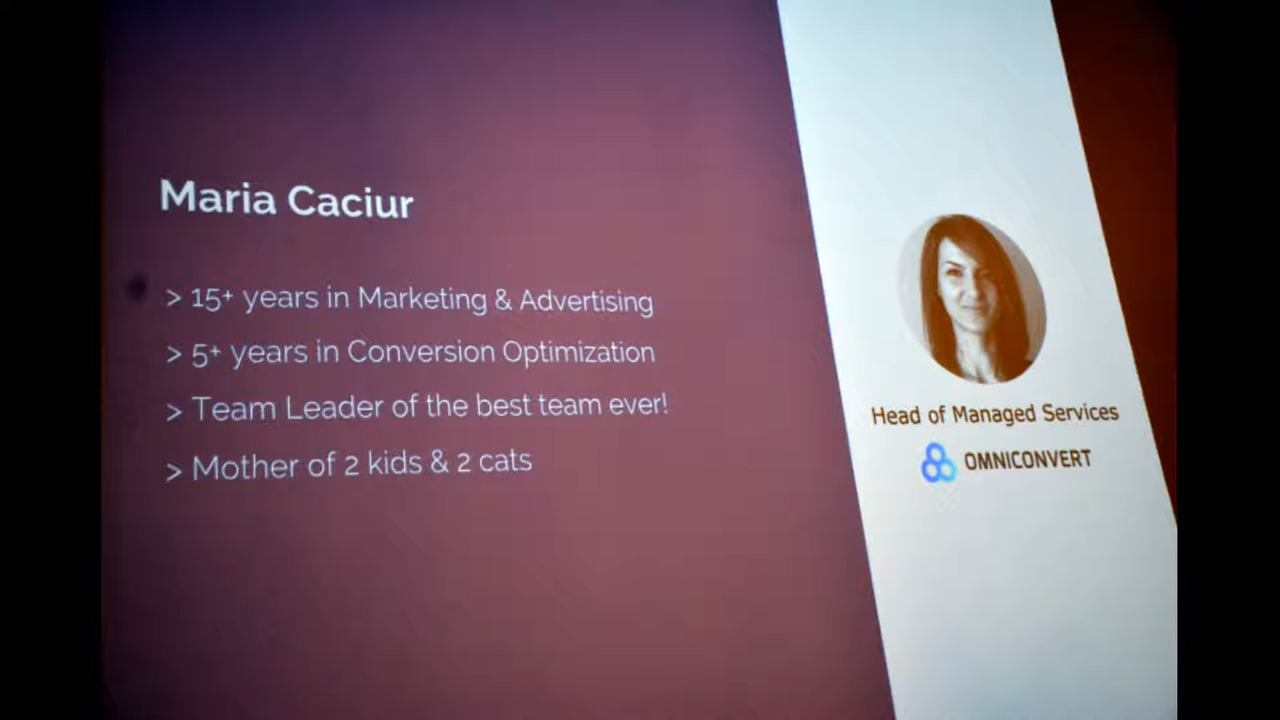 Maria Caciur
> 15+ years in Marketing & Advertising
> 5+ years in Conversion Optimization
> Team Leader of the best team ever!
> Mother of 2 kids & 2 cats
Head of Managed Services
OMNICONVERT